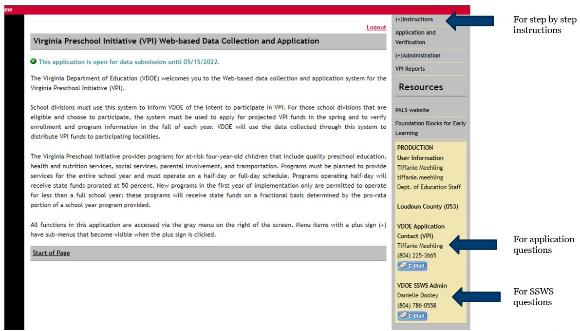 me
Logout
Virginia Preschool Initiative (VPI) Web-based Data Collection and Application
This application is open for data submission until 05/15/2022.
The Virginia Department of Education (VDOE) welcomes you to the Web-based data collection and application system for the
Virginia Preschool Initiative (VPI).
School divisions must use this system to inform VDOE of the intent to participate in VPI. For those school divisions that are
eligible and choose to participate, the system must be used to apply for projected VPI funds in the spring and to verify
enrollment and program information in the fall of each year. VDOE will use the data collected through this system to
distribute VPI funds to participating localities.
The Virginia Preschool Initiative provides programs for at-risk four-year-old children that include quality preschool education,
health and nutrition services, social services, parental involvement, and transportation. Programs must be planned to provide
services for the entire school year and must operate on a half-day or full-day schedule. Programs operating half-day will
receive state funds prorated at 50 percent. New programs in the first year of implementation only are permitted to operate
for less than a full school year; these programs will receive state funds on a fractional basis determined by the pro-rata
portion of a school year program provided.
All functions in this application are accessed via the gray menu on the right of the screen. Menu items with a plus sign (+)
have sub-menus that become visible when the plus sign is clicked.
Start of Page
(+)Instructions
Application and
Verification
(+)Administration
VPI Reports
Resources
PALS website
Foundation Blocks for Early
Learning
PRODUCTION
User Information
Tiffanie Meehling
tiffanie.meehling
Dept. of Education Staff
Loudoun County (053)
VDOE Application
Contact (VPI)
Tiffanie Meehling
(804) 225-3665
E-Mail
VDOE SSWS Admin
Danielle Dooley
(804) 786-0558
E-Mail
For step by step
instructions
For application
questions
For SSWS
questions